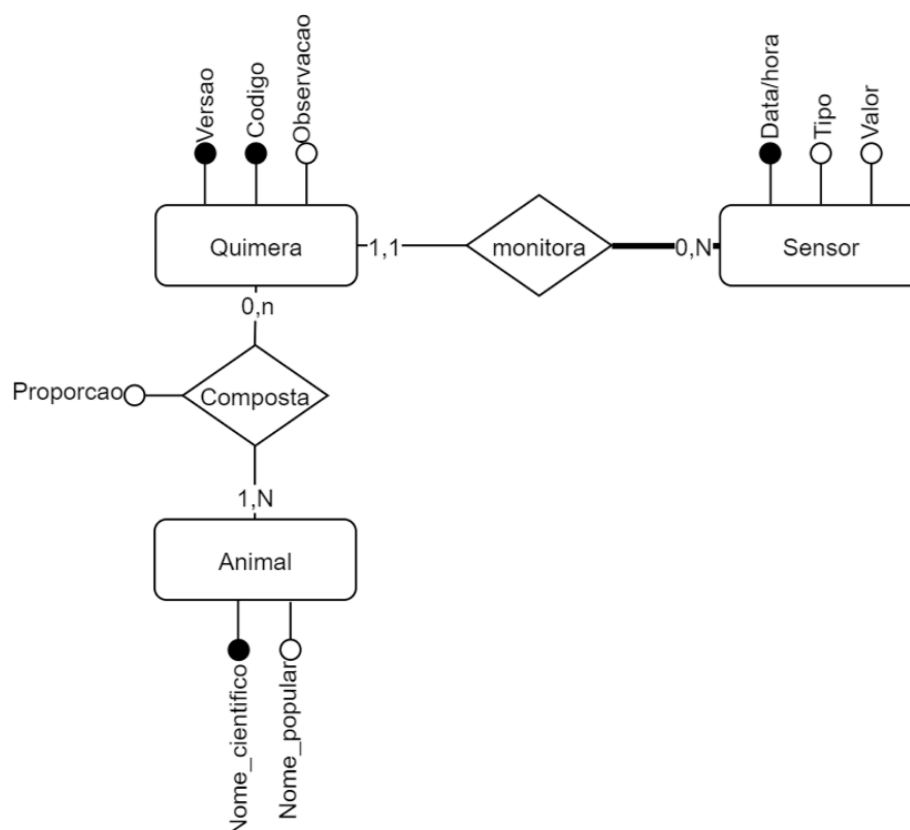 Versao
Codigo
Observacao
Data/hora
Tipo
Valor
Quimera
1,1
monitora
0,N
Sensor
0,n
Proporcao
Composta
1,N
Animal
Nome_cientifico
Nome_popular